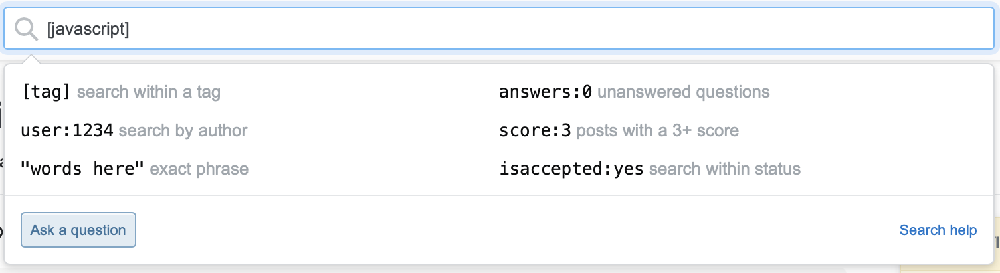 [javascript]
[tag] search within a tag
answers:0 unanswered questions
user:1234 search by author
score:3 posts with a 3+ score
"words here" exact phrase
isaccepted:yes search within status
Ask a question
Search help